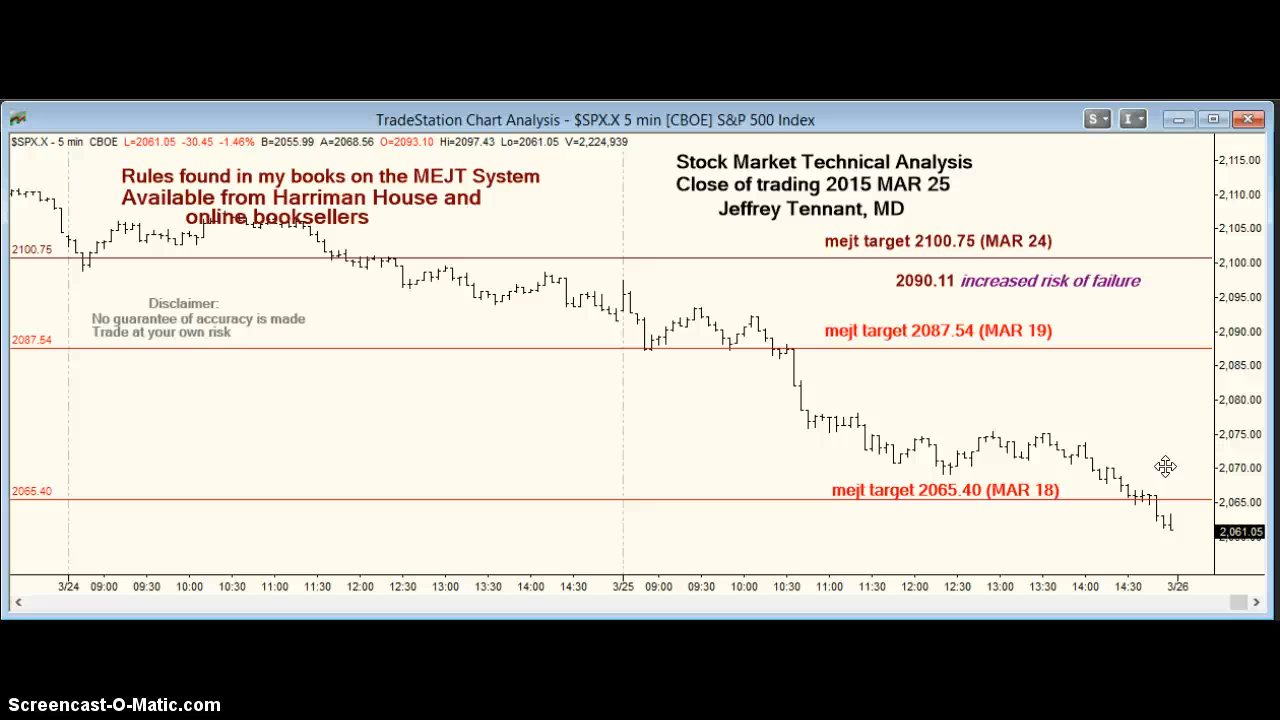 TradeStation Chart Analysis - $SPX.X 5 min [CBOE] S&P 500 Index
S
I
$SPX.X - 5 min CBOE L=2061.05 -30.45 -1.46% B=2055.99 A=2068.56 O=2093.10 Hi=2097.43 Lo=2061.05 V=2,224,939
Rules found in my books on the MEJT System
Available from Harriman House and
online booksellers
Stock Market Technical Analysis
Close of trading 2015 MAR 25
Jeffrey Tennant, MD
mejt target 2100.75 (MAR 24)
2100.75
2090.11 increased risk of failure
Disclaimer:
No guarantee of accuracy is made
Trade at your own risk
mejt target 2087.54 (MAR 19)
2087.54
mejt target 2065.40 (MAR 18)
2065.40
2,115.00
2,110.00
2,105.00
2,100.00
2,095.00
2,090.00
2,085.00
2,080.00
2,075.00
2,070.00
2,065.00
2,061.05
3/24 09:00 09:30 10:00 10:30 11:00 11:30 12:00 12:30 13:00 13:30 14:00 14:30 3/25 09:00 09:30 10:00 10:30 11:00 11:30 12:00 12:30 13:00 13:30 14:00 14:30 3/26
Screencast-O-Matic.com